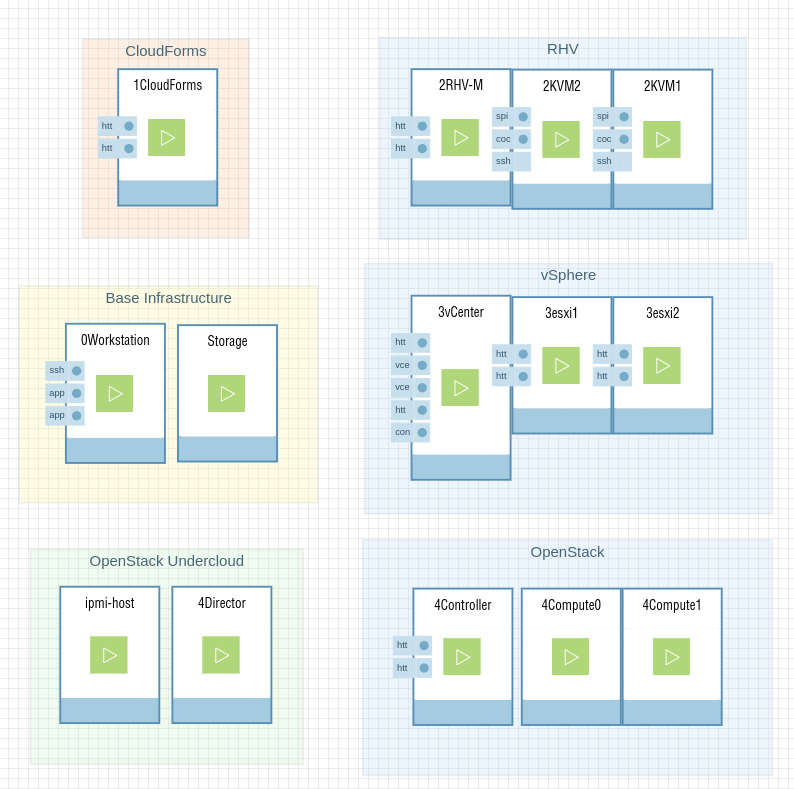 CloudForms
1CloudForms
htt
htt
RHV
2RHV-M
htt
htt
2KVM2
spi
coc
ssh
2KVM1
spi
coc
ssh
Base Infrastructure
0Workstation
ssh
app
app
Storage
vSphere
3vCenter
htt
vce
vce
htt
con
3esxi1
htt
htt
3esxi2
htt
htt
OpenStack Undercloud
ipmi-host
4Director
OpenStack
4Controller
htt
htt
4Compute0
4Compute1